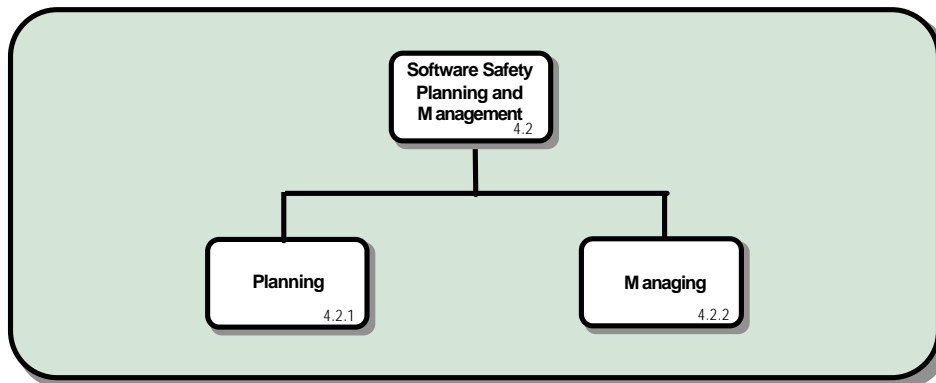 Software Safety
Planning and
Management
4.2
Planning
4.2.1
Managing
4.2.2